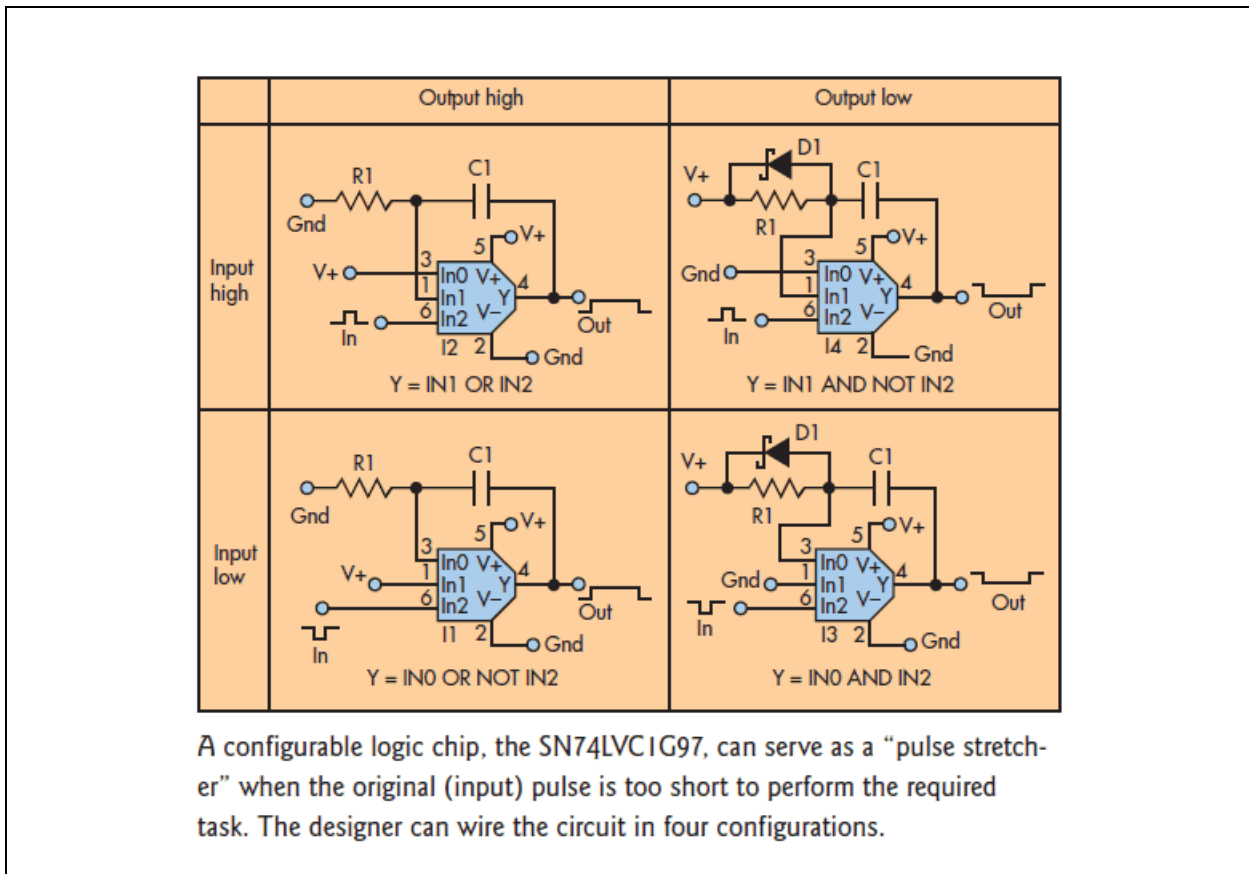 Output high
Output low
Input
high
R1
C1
Gnd
V+
5
V+
3
In0
V+
1
In1
Y
4
6
In2
V–
In
I2
2
Gnd
Out
Y = IN1 OR IN2
D1
V+
C1
R1
5
V+
Gnd
3
In0
V+
1
In1
Y
4
6
In2
V–
In
I4
2
Gnd
Out
Y = IN1 AND NOT IN2
Input
low
R1
C1
Gnd
5
V+
3
In0
V+
V+
1
In1
Y
4
6
In2
V–
In
I1
2
Gnd
Out
Y = IN0 OR NOT IN2
D1
V+
C1
R1
5
V+
3
In0
V+
Gnd
1
In1
Y
4
6
In2
V–
In
I3
2
Gnd
Out
Y = IN0 AND IN2
A configurable logic chip, the SN74LVC1G97, can serve as a “pulse stretch-
er” when the original (input) pulse is too short to perform the required
task. The designer can wire the circuit in four configurations.